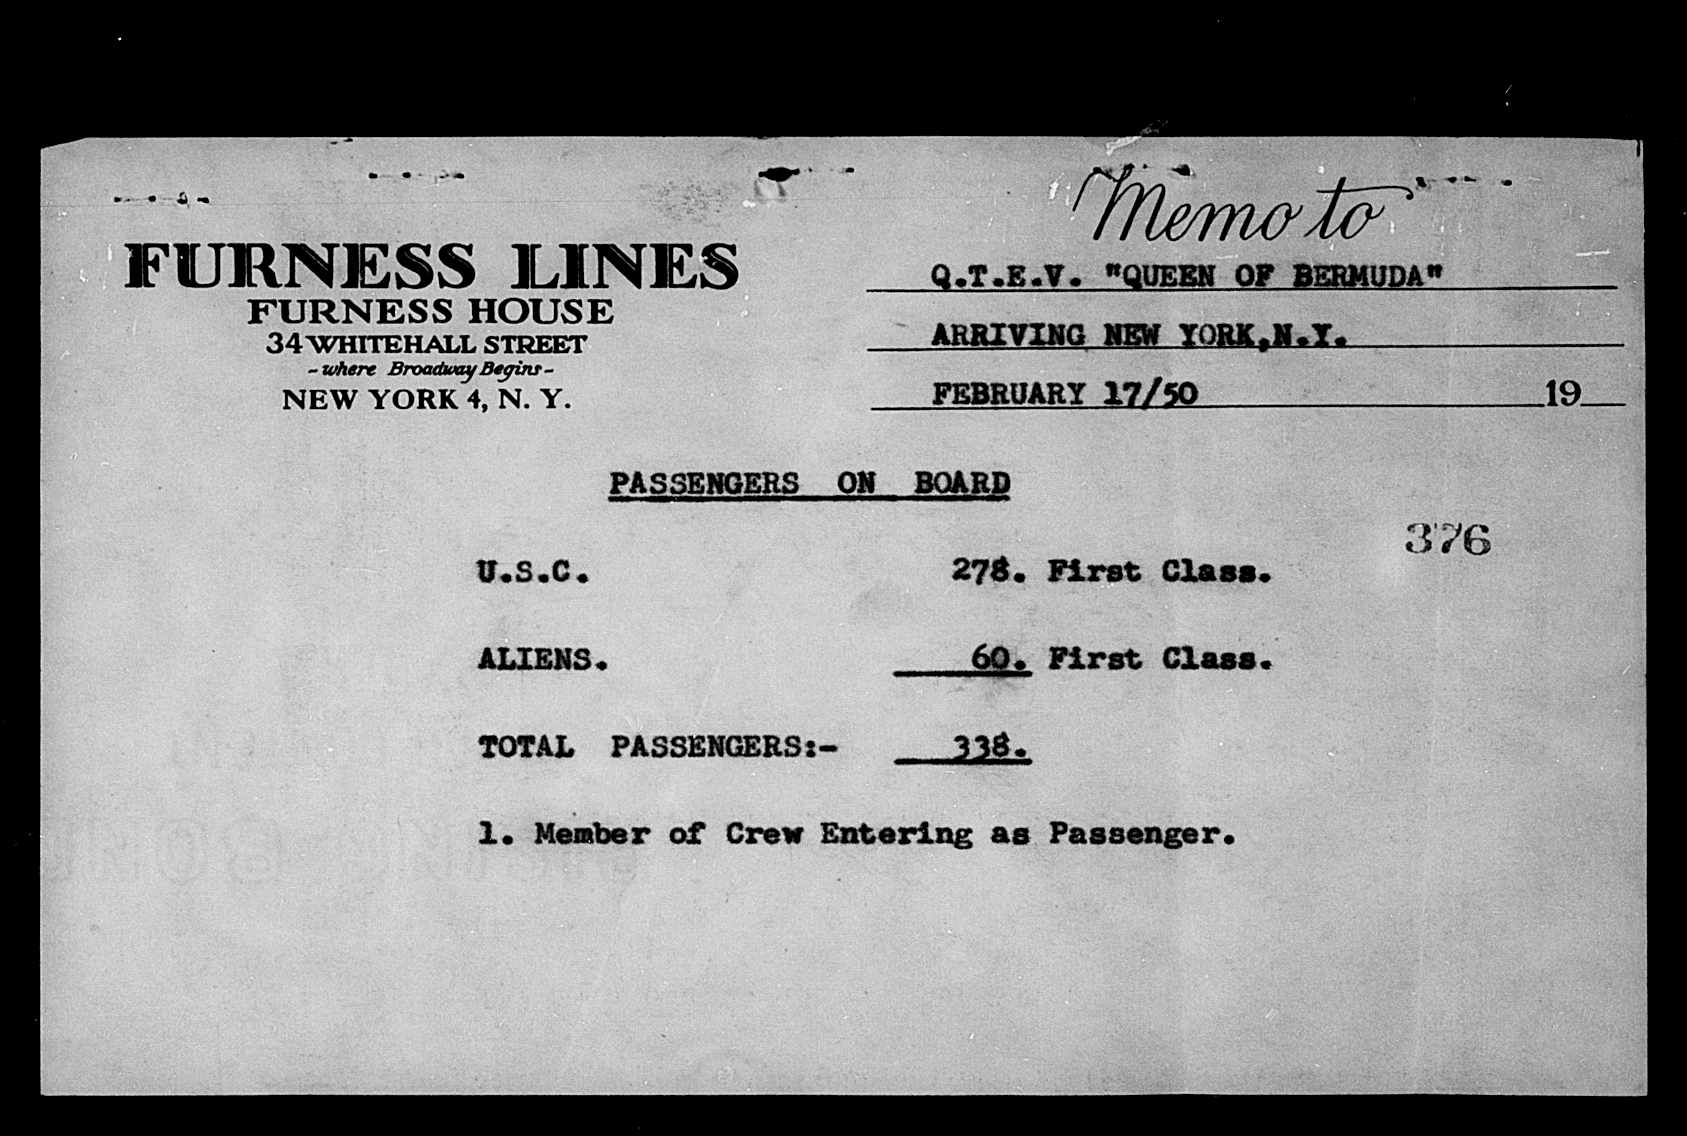 Memo to
FURNESS LINES
FURNESS HOUSE
34 WHITEHALL STREET
- where Broadway Begins -
NEW YORK 4, N. Y.
Q.T.E.V. "QUEEN OF BERMUDA"
ARRIVING NEW YORK,N.Y.
FEBRUARY 17/50 19
PASSENGERS ON BOARD
376
U.S.C. 278. First Class.
ALIENS. 60. First Class.
TOTAL PASSENGERS:- 338.
1. Member of Crew Entering as Passenger.